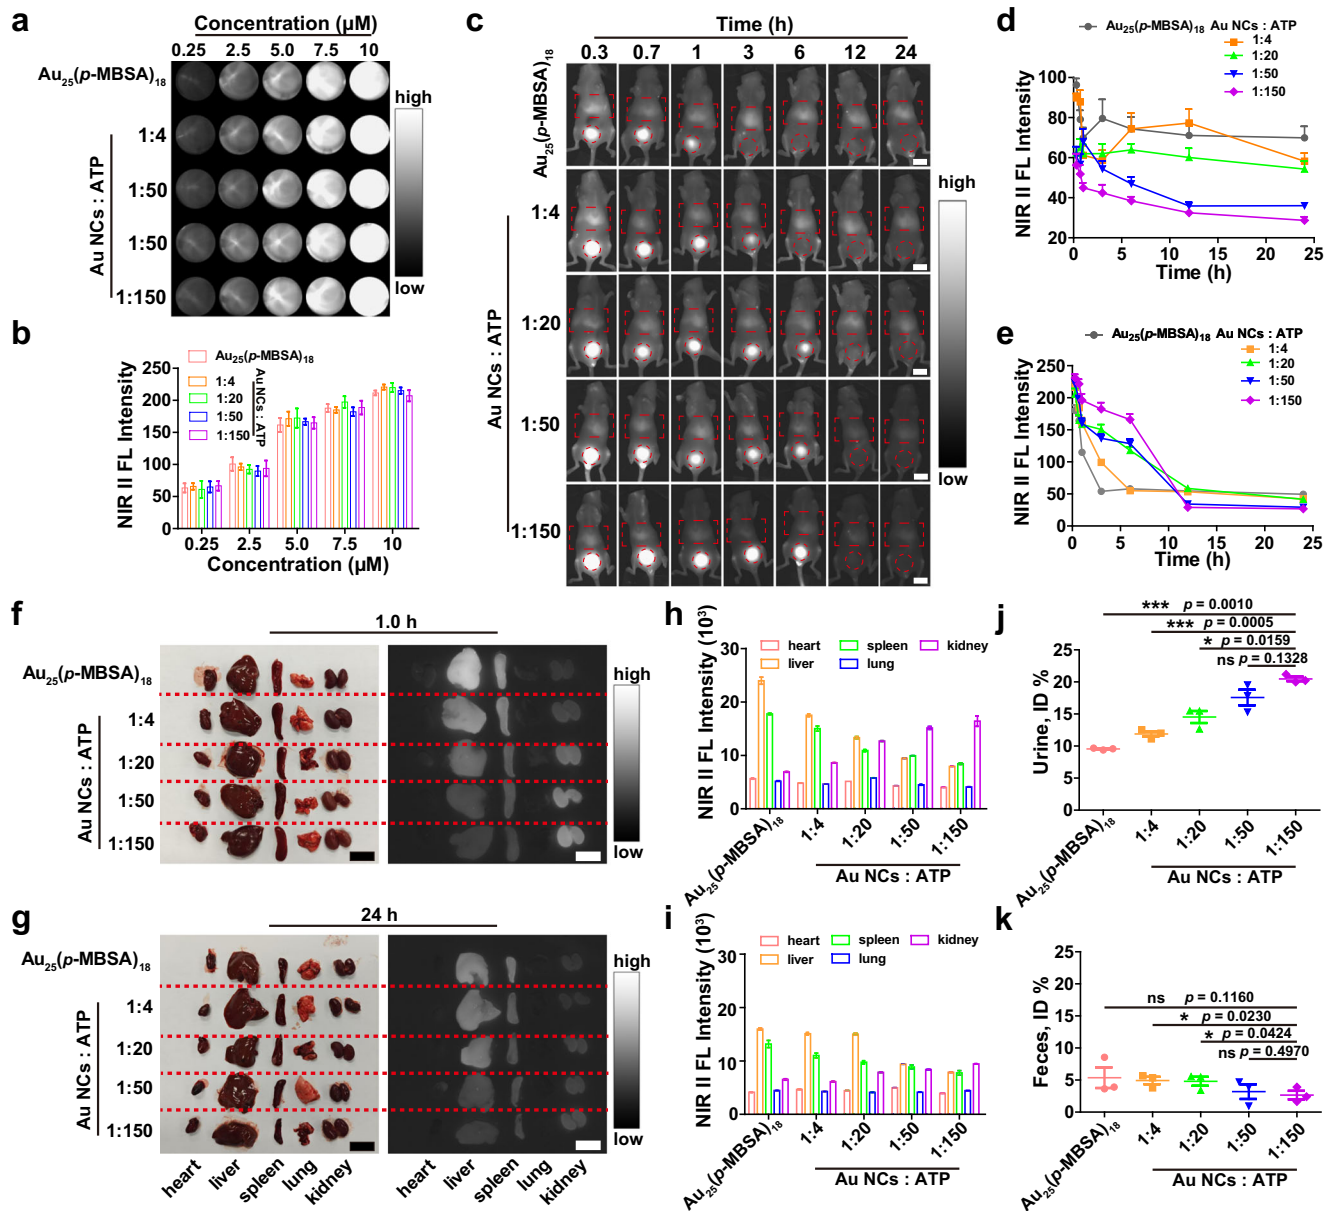 a
Concentration (µM)
0.25 2.5 5.0 7.5 10
Au25(p-MBSA)18
1:4
1:50
1:50
1:150
Au NCs : ATP
high
low
b
NIR II FL Intensity
250
200
150
100
50
0
Au25(p-MBSA)18
1:4
1:20
1:50
1:150
Au NCs : ATP
0.25 2.5 5.0 7.5 10
Concentration (µM)
c
Time (h)
0.3 0.7 1 3 6 12 24
Au25(p-MBSA)18
1:4
1:20
1:50
1:150
Au NCs : ATP
high
low
d
Au25(p-MBSA)18 Au NCs : ATP
1:4
1:20
1:50
1:150
NIR II FL Intensity
100
80
60
40
20
0 5 10 15 20 25
Time (h)
e
Au25(p-MBSA)18 Au NCs : ATP
1:4
1:20
1:50
1:150
NIR II FL Intensity
250
200
150
100
50
0
0 5 10 15 20 25
Time (h)
f
1.0 h
Au25(p-MBSA)18
1:4
1:20
1:50
1:150
Au NCs : ATP
high
low
g
24 h
Au25(p-MBSA)18
1:4
1:20
1:50
1:150
Au NCs : ATP
high
low
heart liver spleen lung kidney
heart liver spleen lung kidney
h
NIR II FL Intensity (10³)
30
20
10
0
heart spleen kidney
liver lung
Au25(p-MBSA)18 1:4 1:20 1:50 1:150
Au NCs : ATP
i
NIR II FL Intensity (10³)
30
20
10
0
heart spleen kidney
liver lung
Au25(p-MBSA)18 1:4 1:20 1:50 1:150
Au NCs : ATP
j
Urine, ID %
25
20
15
10
5
0
*** p = 0.0010
*** p = 0.0005
* p = 0.0159
ns p = 0.1328
Au25(p-MBSA)18 1:4 1:20 1:50 1:150
Au NCs : ATP
k
Feces, ID %
25
20
15
10
5
0
ns p = 0.1160
* p = 0.0230
* p = 0.0424
ns p = 0.4970
Au25(p-MBSA)18 1:4 1:20 1:50 1:150
Au NCs : ATP